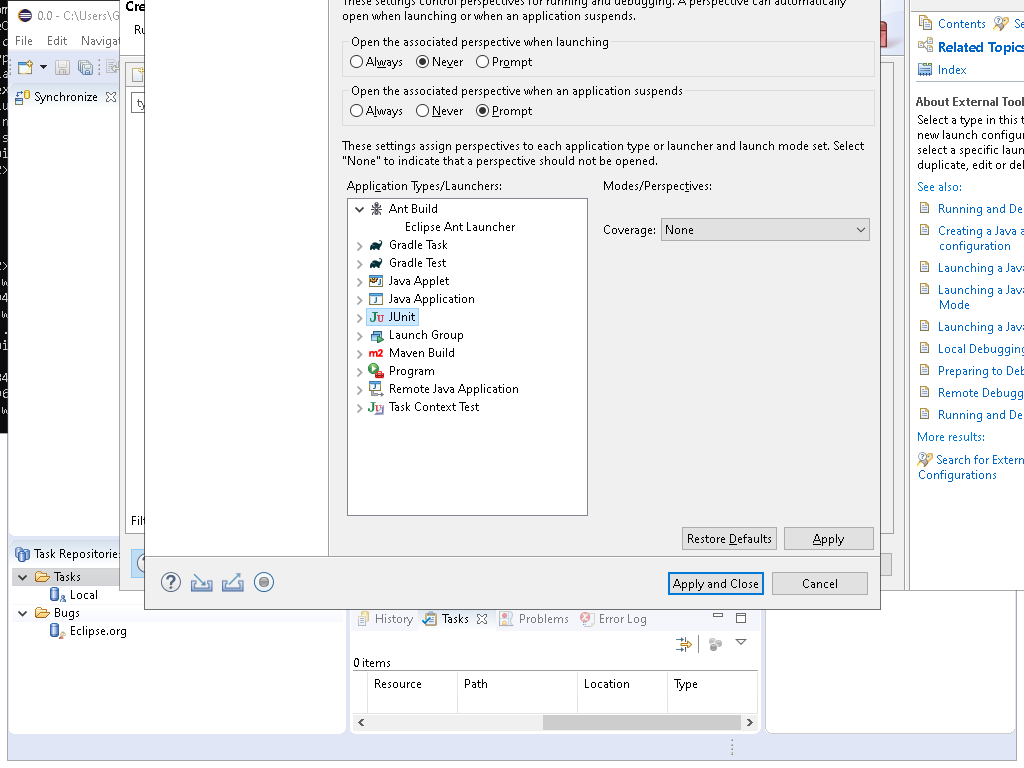 0.0 - C:\Users\G
Cre
File Edit Navigat
Ru
Synchronize
ty
Filt
These settings control perspectives for running and debugging. A perspective can automatically
open when launching or when an application suspends.
Open the associated perspective when launching
Always Never Prompt
Open the associated perspective when an application suspends
Always Never Prompt
These settings assign perspectives to each application type or launcher and launch mode set. Select
"None" to indicate that a perspective should not be opened.
Application Types/Launchers:
Modes/Perspectives:
Ant Build
Eclipse Ant Launcher
Gradle Task
Gradle Test
Java Applet
Java Application
JUnit
Launch Group
Maven Build
Program
Remote Java Application
Task Context Test
Coverage: None
Restore Defaults Apply
Apply and Close Cancel
Contents Se
Related Topics
Index
About External Tool
Select a type in this t
new launch configur
select a specific laun
duplicate, edit or del
See also:
Running and De
Creating a Java a
configuration
Launching a Java
Launching a Java
Mode
Launching a Java
Local Debugging
Preparing to Deb
Remote Debugg
Running and De
More results:
Search for Extern
Configurations
Task Repositories
Tasks
Local
Bugs
Eclipse.org
History Tasks Problems Error Log
0 items
Resource Path Location Type